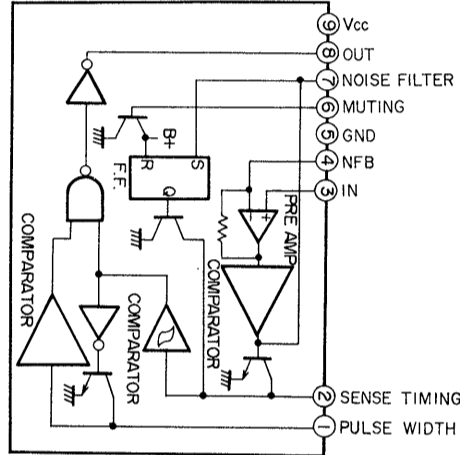 9 Vcc
8 OUT
7 NOISE FILTER
6 MUTING
5 GND
4 NFB
3 IN
2 SENSE TIMING
1 PULSE WIDTH
B+
R S
F.F.
Q
PRE AMP
+
COMPARATOR
COMPARATOR
COMPARATOR